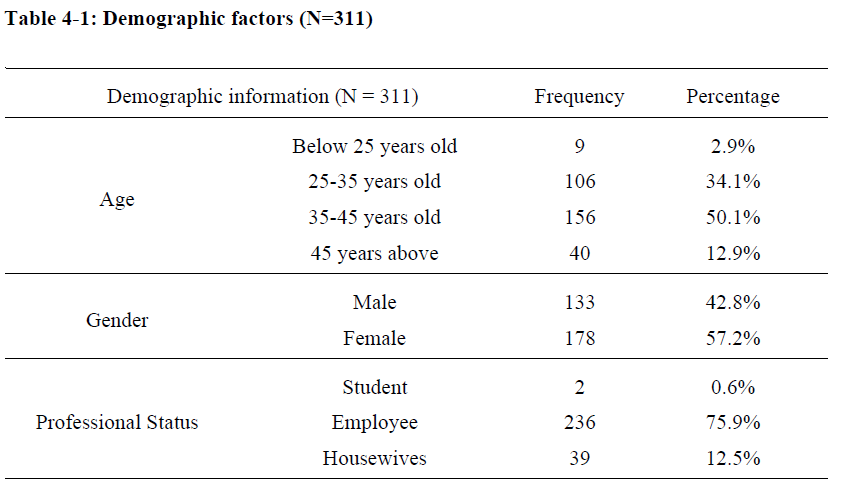 Table 4-1: Demographic factors (N=311)
Demographic information (N = 311) Frequency Percentage
Below 25 years old 9 2.9%
25-35 years old 106 34.1%
Age
35-45 years old 156 50.1%
45 years above 40 12.9%
Male 133 42.8%
Gender
Female 178 57.2%
Student 2 0.6%
Professional Status Employee 236 75.9%
Housewives 39 12.5%